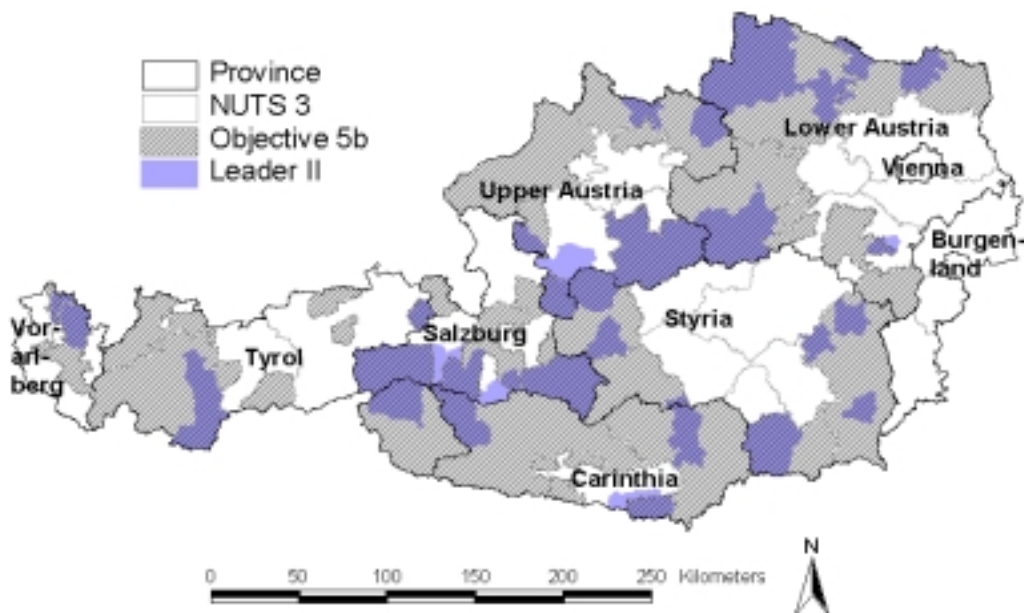 Province
NUTS 3
Objective 5b
Leader II
Lower Austria
Vienna
Upper Austria
Burgen-
land
Vor-
arl-
berg
Tyrol
Salzburg
Styria
Carinthia
0 50 100 150 200 250 Kilometers
N